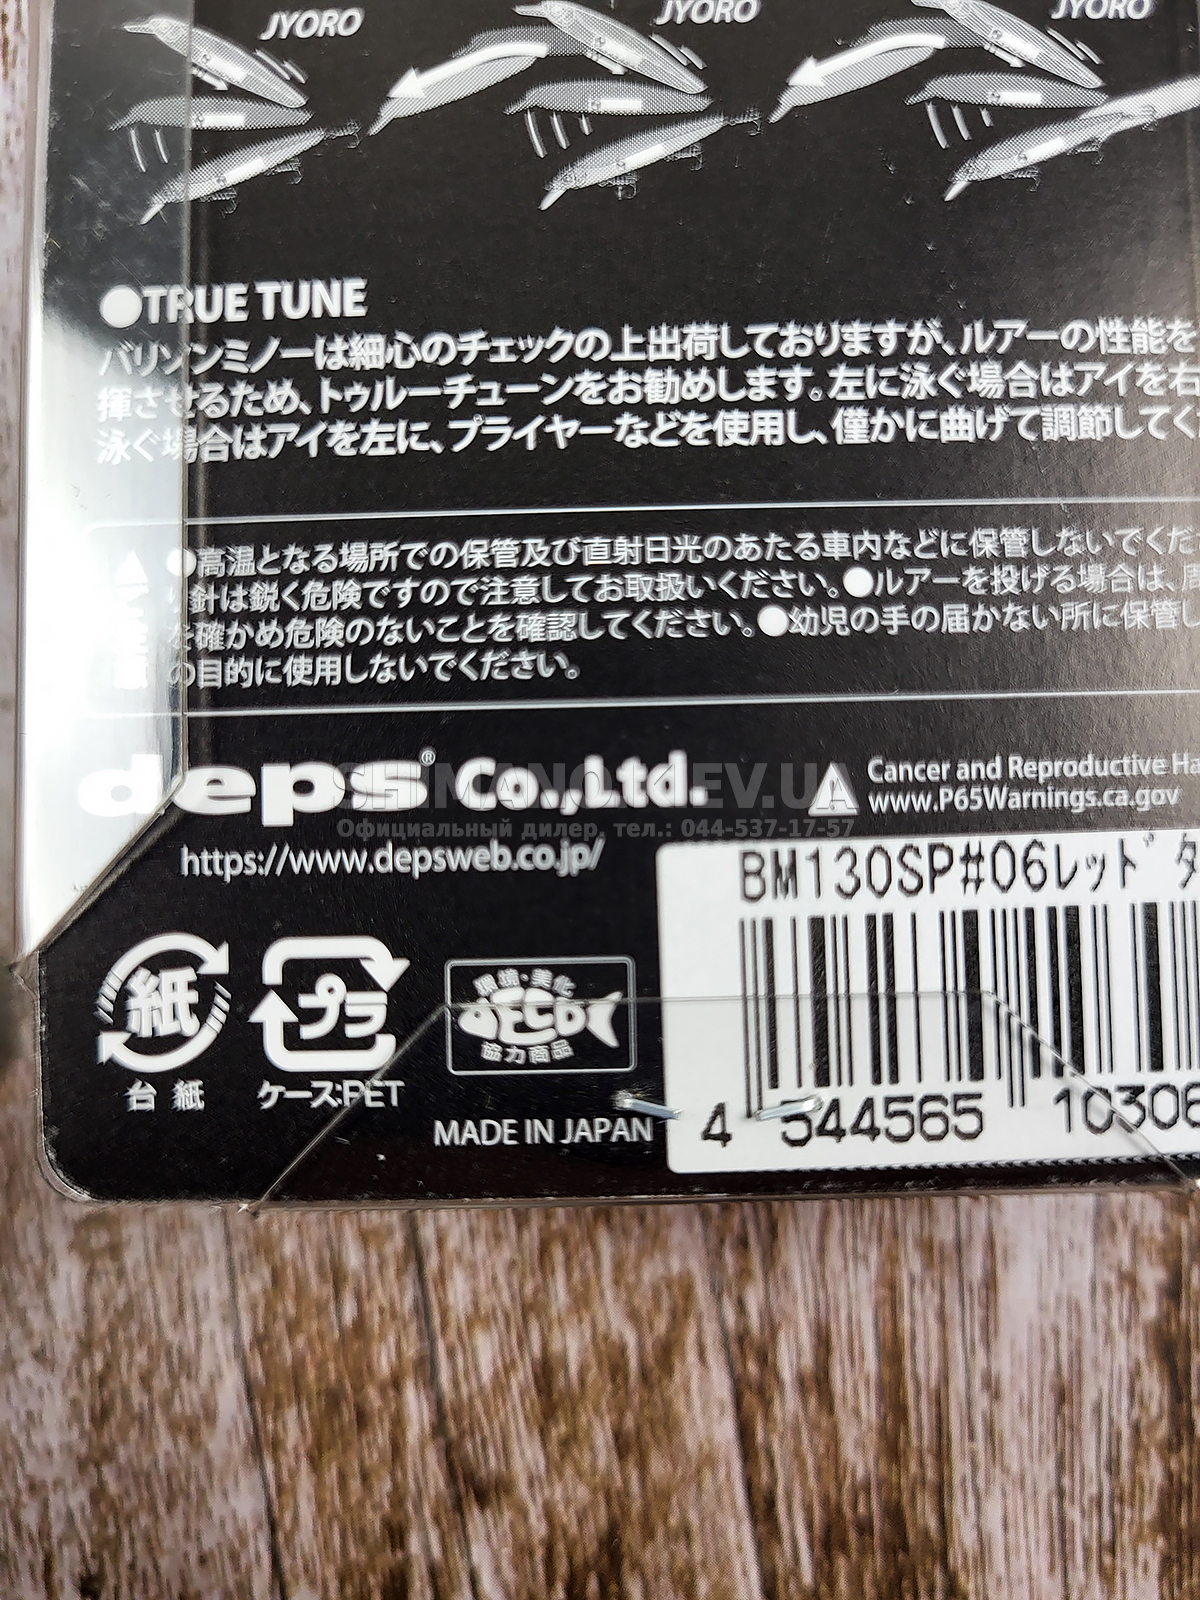 JYORO JYORO JYORO
●TRUE TUNE
バリソンミノーは細心のチェックの上出荷しておりますが、ルアーの性能を
揮させるため、トゥルーチューンをお勧めします。左に泳ぐ場合はアイを右
泳ぐ場合はアイを左に、プライヤーなどを使用し、僅かに曲げて調節してく
●高温となる場所での保管及び直射日光のあたる車内などに保管しないでくだ
針は鋭く危険ですので注意してお取扱いください。●ルアーを投げる場合は、周
を確かめ危険のないことを確認してください。●幼児の手の届かない所に保管し
の目的に使用しないでください。
deps® Co.,Ltd.
SHIMANO.KIEV.UA
Официальный дилер, тел.: 044-537-17-57
https://www.depsweb.co.jp/
Cancer and Reproductive Ha
www.P65Warnings.ca.gov
BM130SP#06レッドタ
紙
台紙
プラ
ケース:PET
環境・美化
DECO
協力商品
MADE IN JAPAN
4 544565 10306